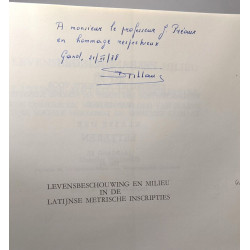 A monsieur le professeur J. Préaux
en hommage respectueux
Gand,
LEVENSBESCHOUWING EN MILIEU
IN DE
LATIJNSE METRISCHE INSCRIPTIES